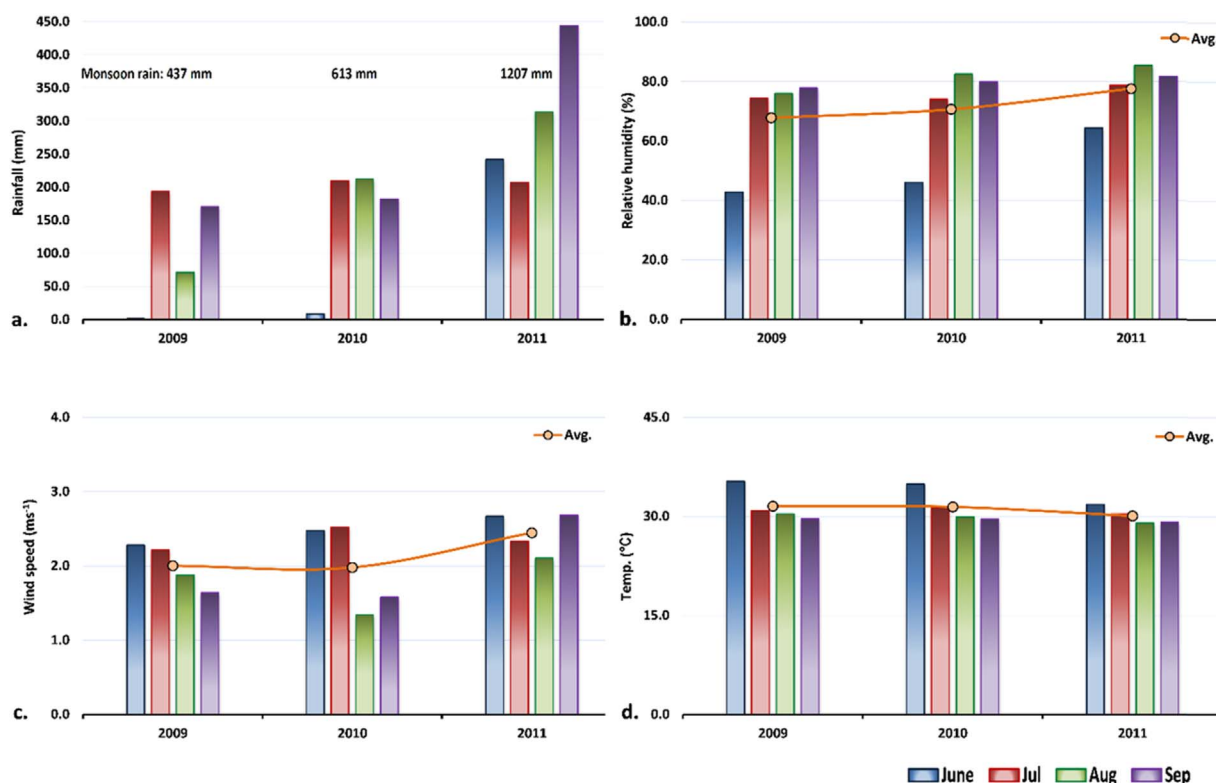 450.0
400.0
350.0
300.0
250.0
200.0
150.0
100.0
50.0
0.0
Rainfall (mm)
Monsoon rain: 437 mm 613 mm 1207 mm
a.
2009 2010 2011
100.0
80.0
60.0
40.0
20.0
0.0
Relative humidity (%)
Avg.
b.
2009 2010 2011
4.0
3.0
2.0
1.0
0.0
Wind speed (ms⁻¹)
Avg.
c.
2009 2010 2011
45.0
30.0
15.0
0.0
Temp. (°C)
Avg.
d.
2009 2010 2011
June Jul Aug Sep